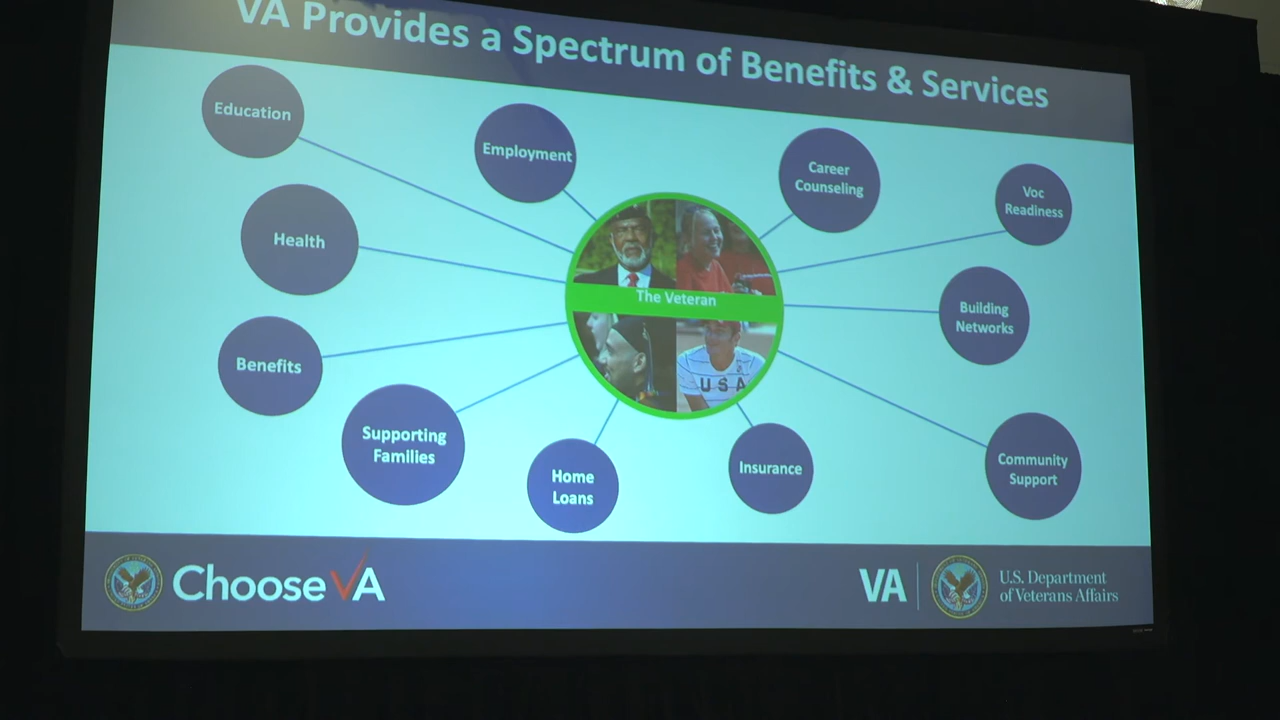 VA Provides a Spectrum of Benefits & Services
Education
Employment
Career
Counseling
Voc
Readiness
Health
The Veteran
Building
Networks
Benefits
USA
Supporting
Families
Home
Loans
Insurance
Community
Support
Choose VA
VA
U.S. Department
of Veterans Affairs